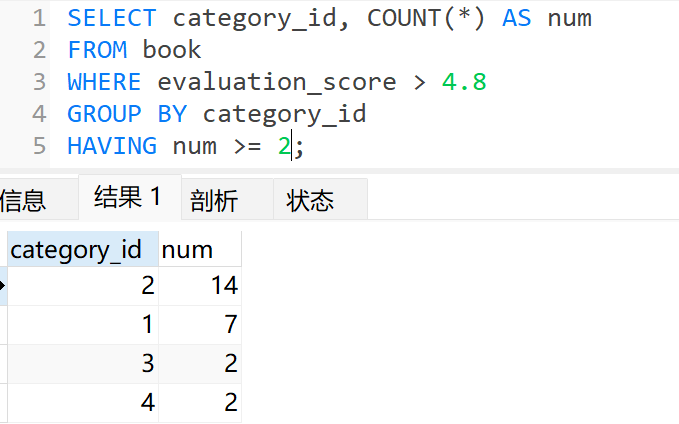 1 SELECT category_id, COUNT(*) AS num
2 FROM book
3 WHERE evaluation_score > 4.8
4 GROUP BY category_id
5 HAVING num >= 2;
信息 结果 1 剖析 状态
category_id num
2 14
1 7
3 2
4 2